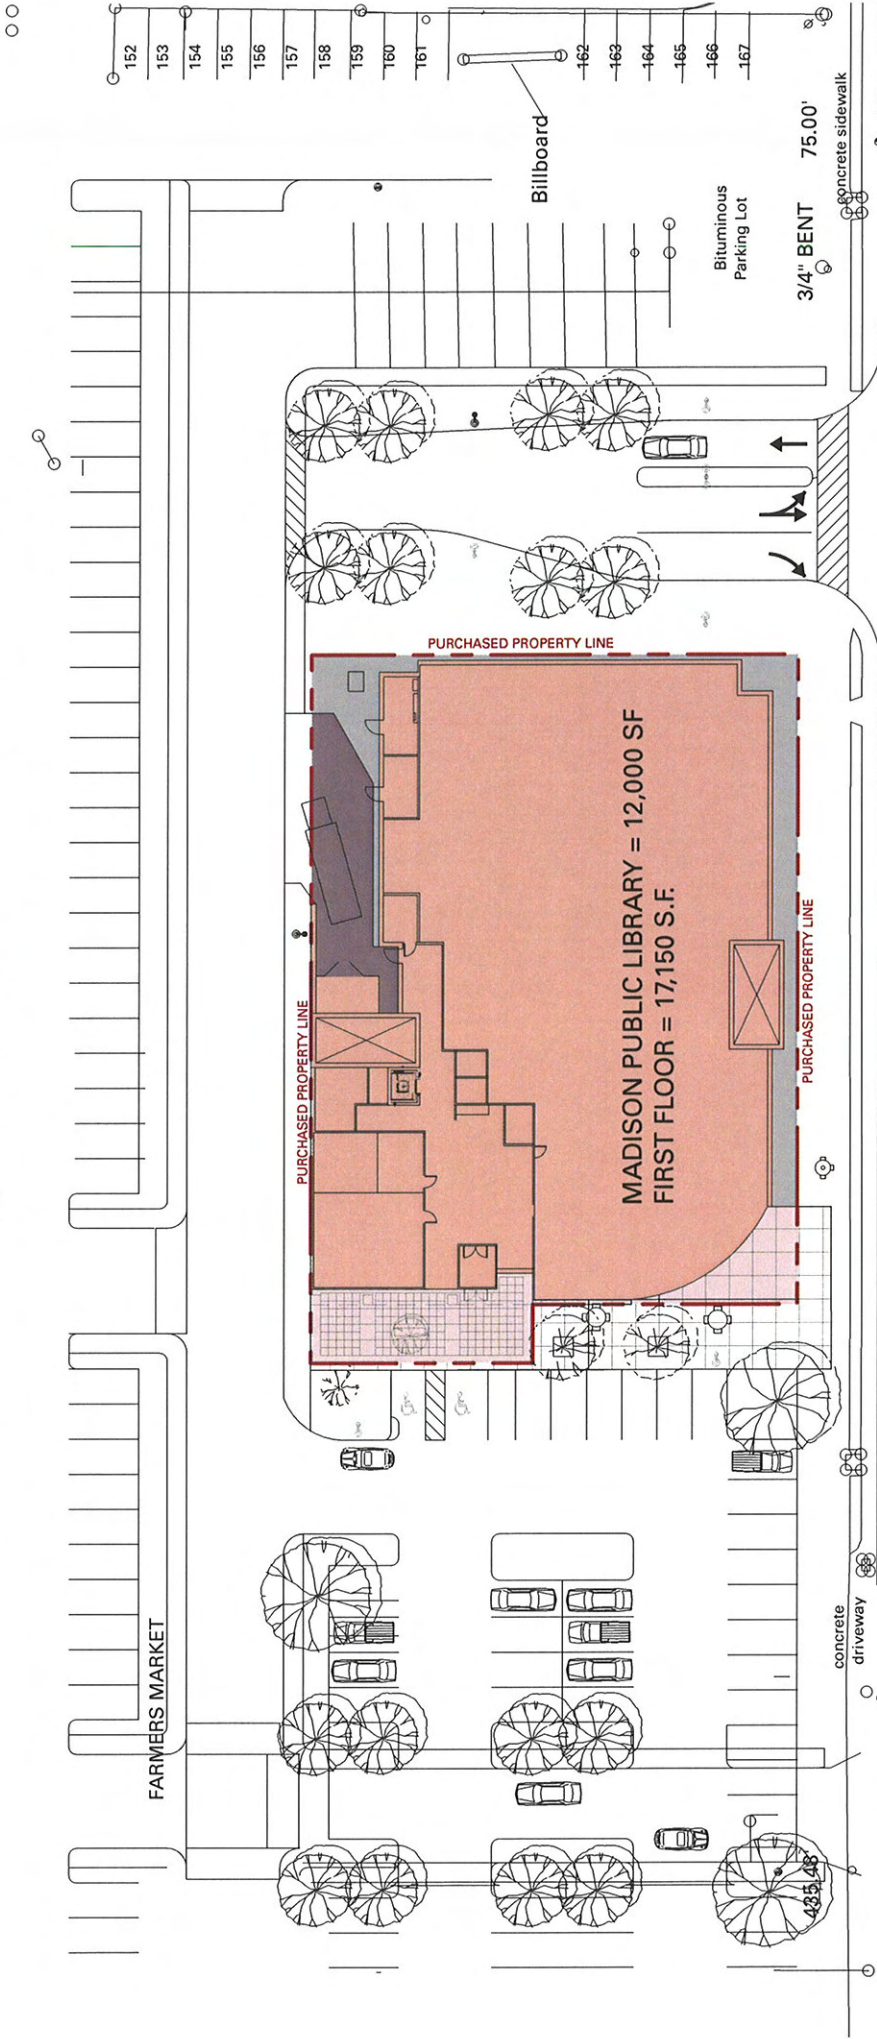 152
153
154
155
156
157
158
159
160
161
162
163
164
165
166
167
Billboard
Bituminous
Parking Lot
3/4" BENT 75.00'
concrete sidewalk
PURCHASED PROPERTY LINE
MADISON PUBLIC LIBRARY = 12,000 SF
FIRST FLOOR = 17,150 S.F.
PURCHASED PROPERTY LINE
PURCHASED PROPERTY LINE
FARMERS MARKET
concrete
driveway
435.48